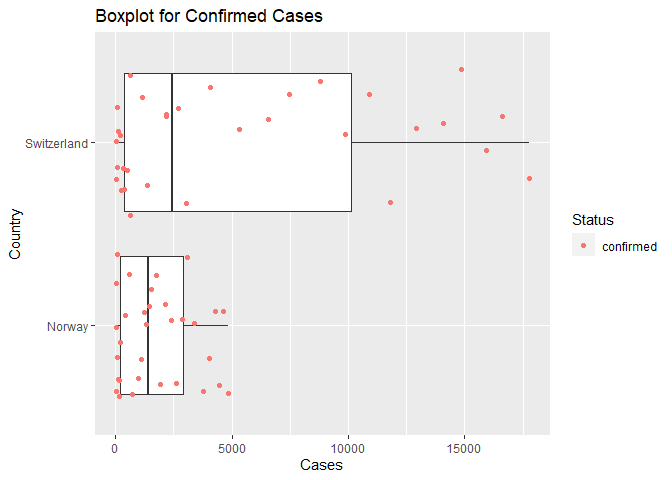 Boxplot for Confirmed Cases
Country
Switzerland
Norway
0 5000 10000 15000
Cases
Status
confirmed